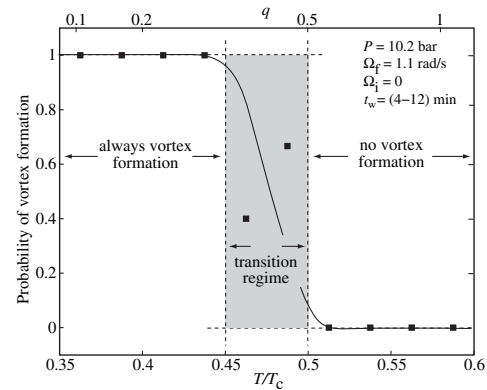 q
0.1 0.2 0.5 1
P = 10.2 bar
Ωf = 1.1 rad/s
Ωi = 0
tw= (4–12) min
Probability of vortex formation
1
0.8
0.6
0.4
0.2
0
always vortex
formation
no vortex
formation
transition
regime
0.35 0.4 0.45 0.5 0.55 0.6
T/Tc